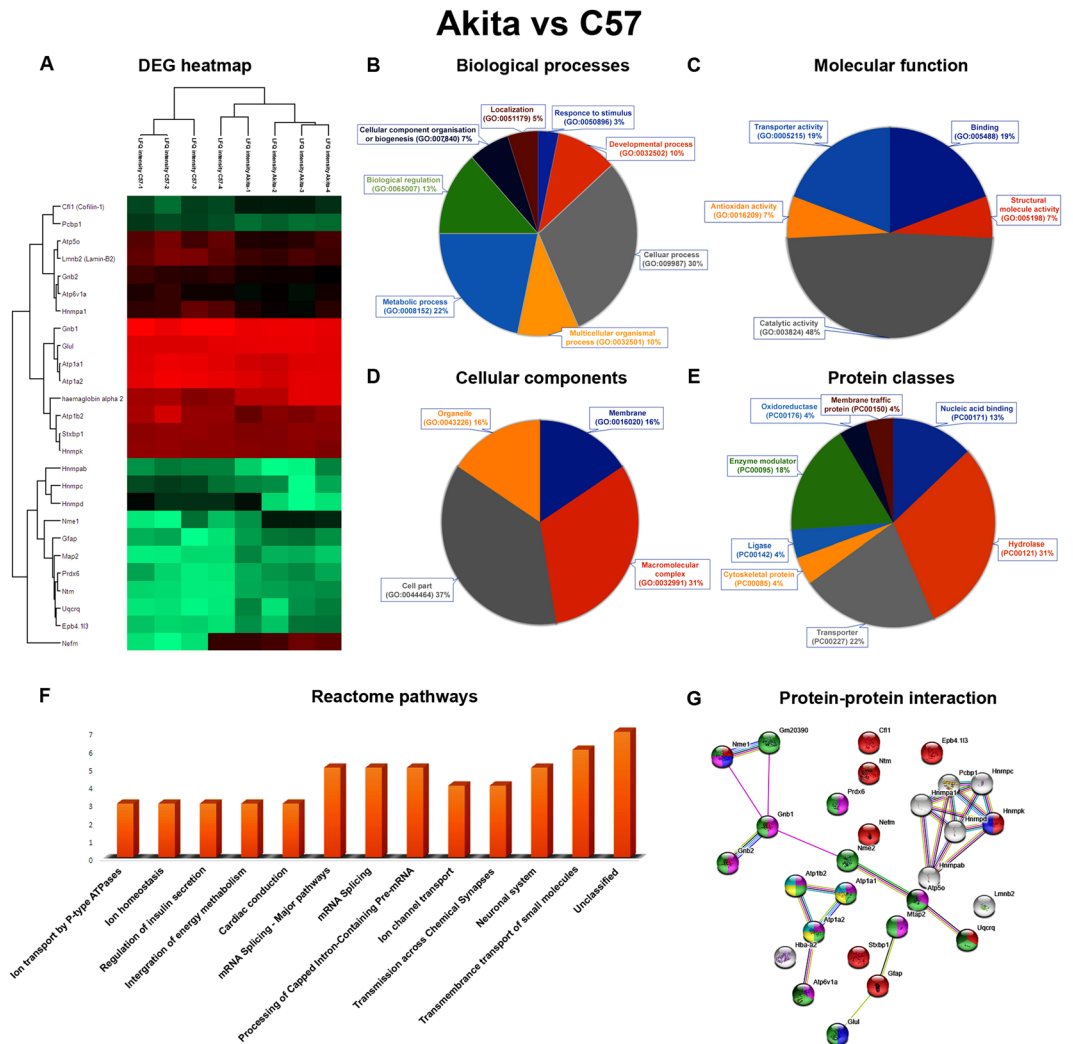 Akita vs C57
A
DEG heatmap
LFQ intensity C57-1
LFQ intensity C57-2
LFQ intensity C57-3
LFQ intensity C57-4
LFQ intensity Akita-1
LFQ intensity Akita-2
LFQ intensity Akita-3
LFQ intensity Akita-4
Cfl1 (Cofilin-1)
Pcbp1
Atp5o
Lmnb2 (Lamin-B2)
Gnb2
Atp6v1a
Hnrnpa1
Gnb1
Glul
Atp1a1
Atp1a2
haemaglobin alpha 2
Atp1b2
Stxbp1
Hnrnpk
Hnrnpab
Hnrnpc
Hnrnpd
Nme1
Gfap
Map2
Prdx6
Ntm
Uqcrq
Epb4.1l3
Nefm
B
Biological processes
Localization
(GO:0051179) 5%
Response to stimulus
(GO:0050896) 3%
Cellular component organisation
or biogenesis (GO:007840) 7%
Developmental process
(GO:0032502) 10%
Biological regulation
(GO:0065007) 13%
Celluar process
(GO:009987) 30%
Metabolic process
(GO:0008152) 22%
Multicellular organismal
process (GO:0032501) 10%
C
Molecular function
Transporter activity
(GO:0005215) 19%
Binding
(GO:005488) 19%
Antioxidan activity
(GO:0016209) 7%
Structural
molecule activity
(GO:005198) 7%
Catalytic activity
(GO:003824) 48%
D
Cellular components
Organelle
(GO:0043226) 16%
Membrane
(GO:0016020) 16%
Cell part
(GO:0044464) 37%
Macromolecular
complex
(GO:0032991) 31%
E
Protein classes
Oxidoreductase
(PC00176) 4%
Membrane traffic
protein (PC00150) 4%
Nucleic acid binding
(PC00171) 13%
Enzyme modulator
(PC00095) 18%
Ligase
(PC00142) 4%
Hydrolase
(PC00121) 31%
Cytoskeletal protein
(PC00085) 4%
Transporter
(PC00227) 22%
F
Reactome pathways
7
6
5
4
3
2
1
0
Ion transport by P-type ATPases
Ion homeostasis
Regulation of insulin secretion
Intergration of energy metabolism
Cardiac conduction
mRNA Splicing - Major pathways
mRNA Splicing
Processing of Capped Intron-Containing Pre-mRNA
Ion channel transport
Transmission across Chemical Synapses
Neuronal system
Transmembrance transport of small molecules
Unclassified
G
Protein-protein interaction
Nme1
Gm20390
Cfl1
Epb4.1l3
Ntm
Pcbp1
Hnrnpc
Prdx6
Hnrnpa1
Hnrnpk
Gnb1
Hnrnpd
Nefm
Gnb2
Nme2
Hnrnpab
Atp1b2
Atp1a1
Atp5o
Lmnb2
Atp1a2
Mtap2
Uqcrq
Hba-a2
Stxbp1
Atp6v1a
Gfap
Glul